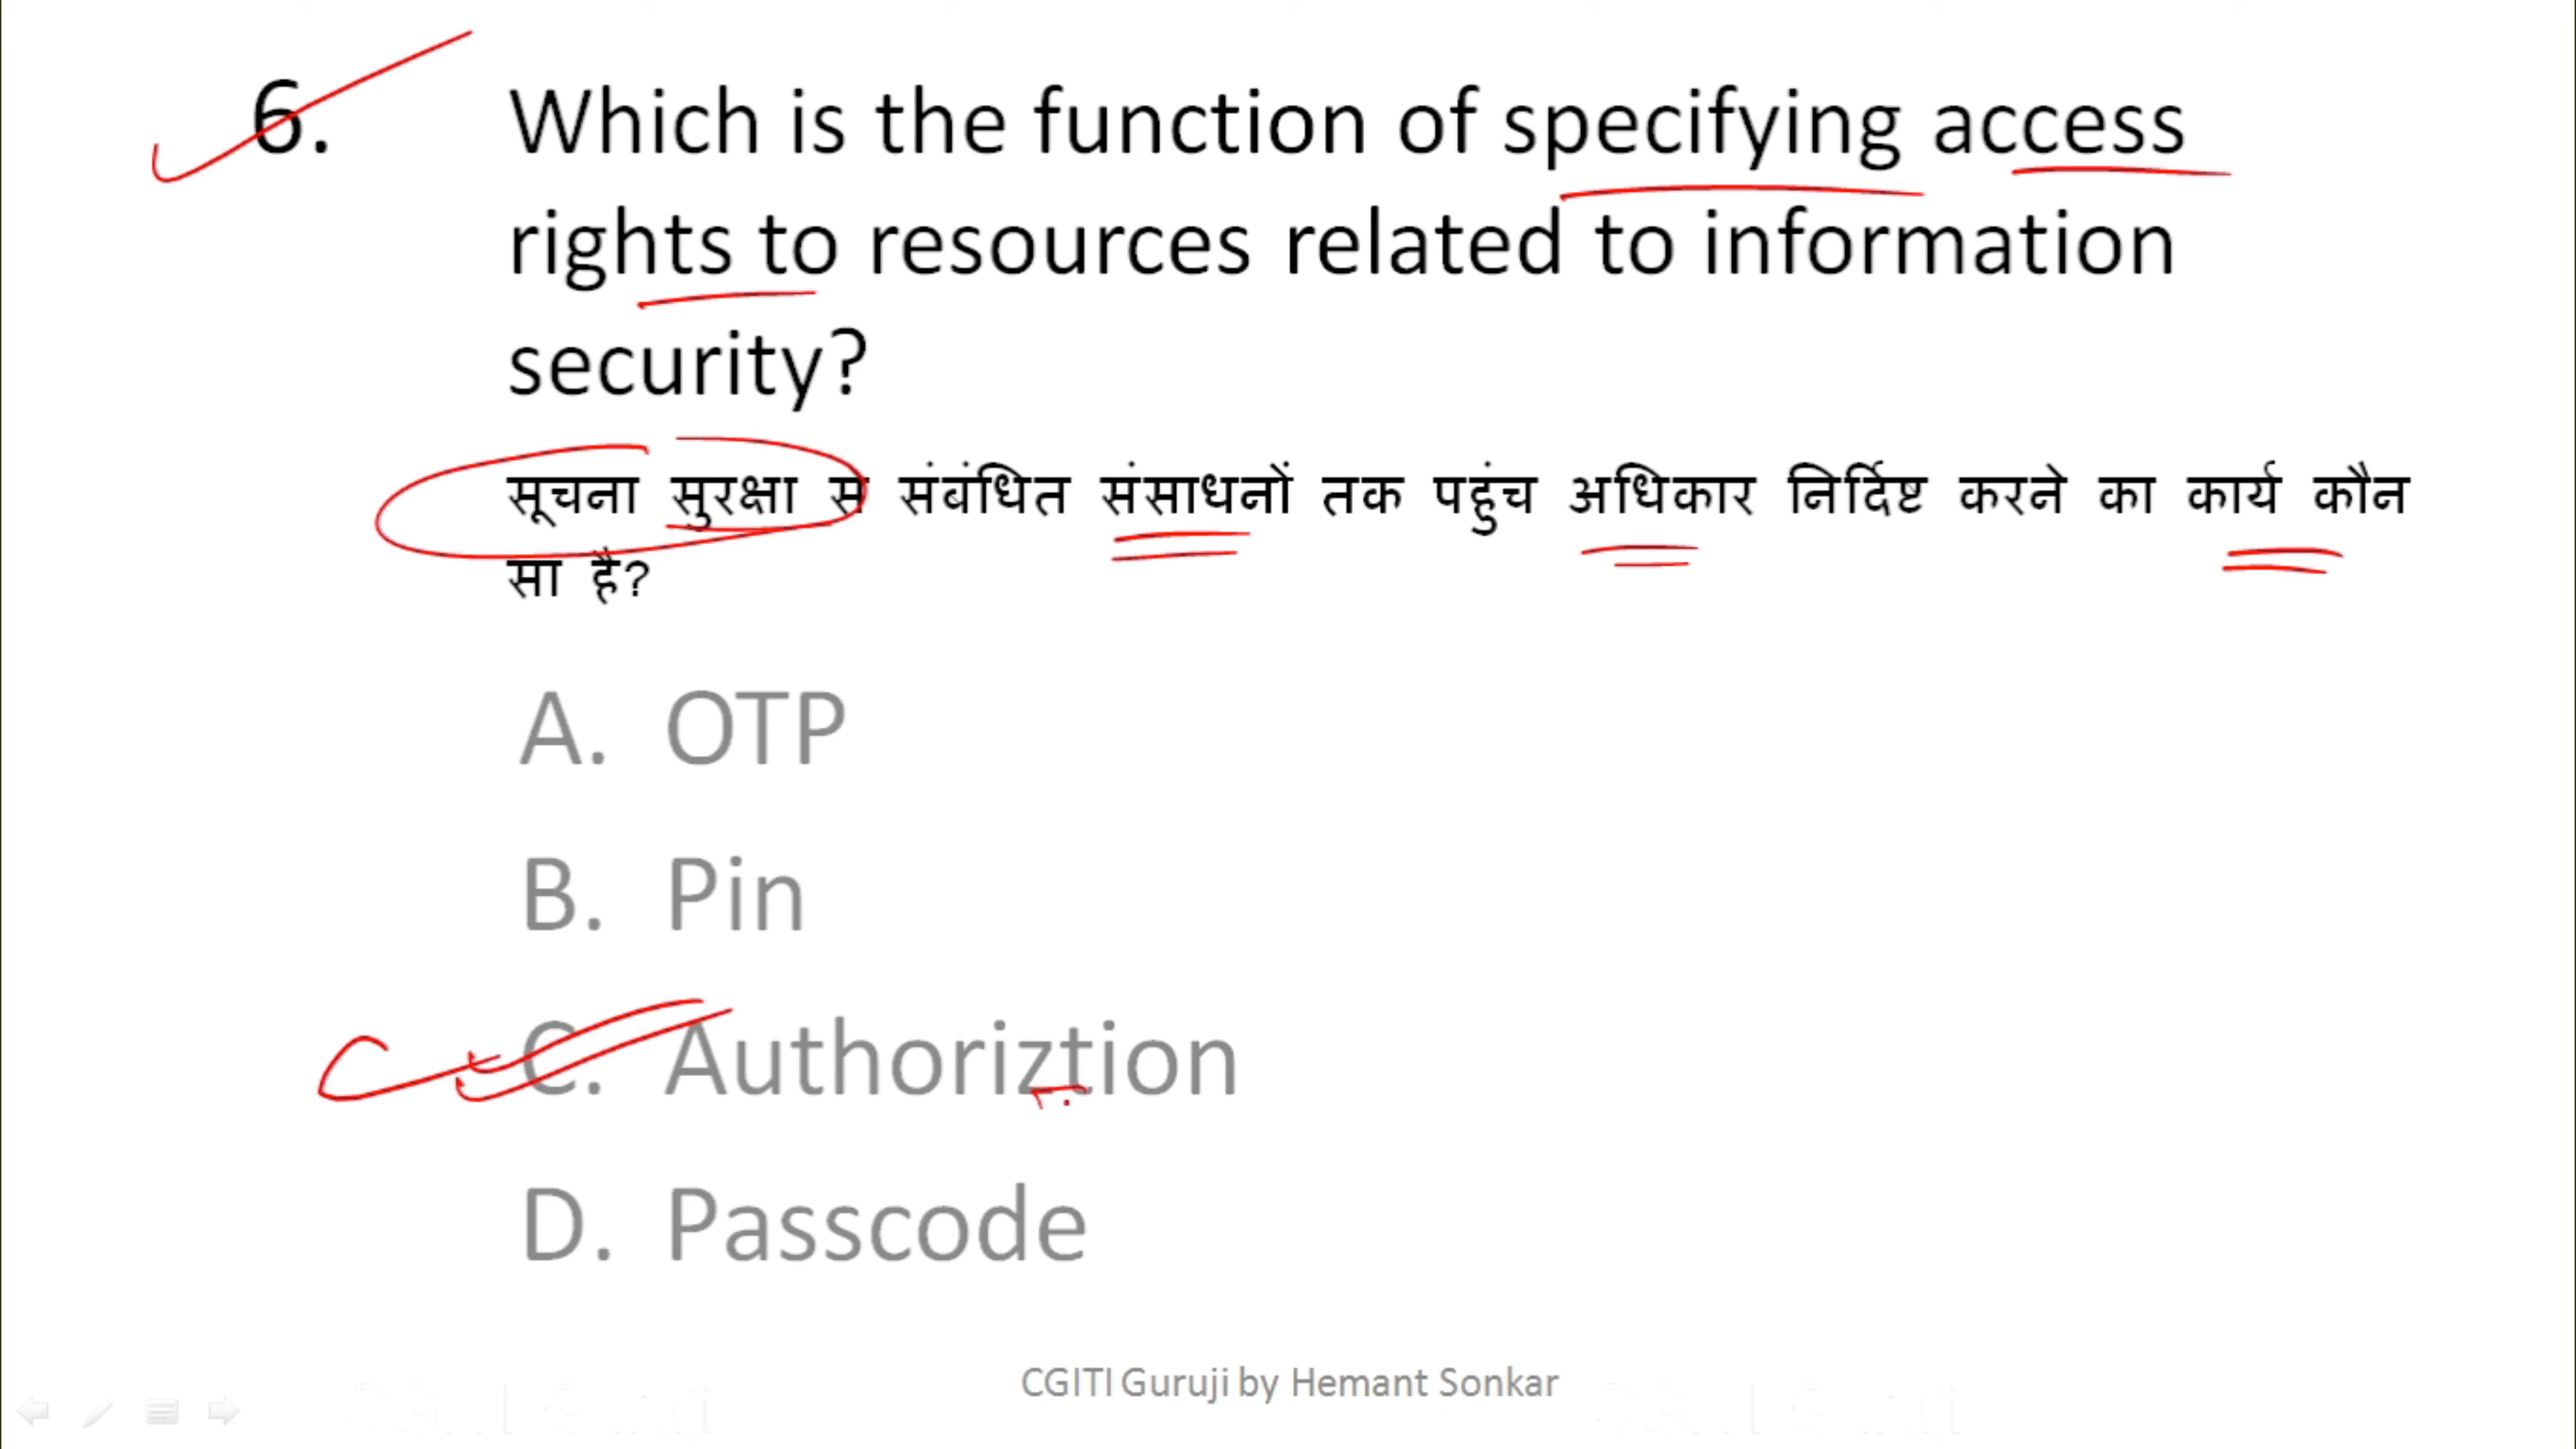 6. Which is the function of specifying access
rights to resources related to information
security?
सूचना सुरक्षा से संबंधित संसाधनों तक पहुंच अधिकार निर्दिष्ट करने का कार्य कौन
सा है?
A. OTP
B. Pin
C. Authoriztion
D. Passcode
CGITI Guruji by Hemant Sonkar